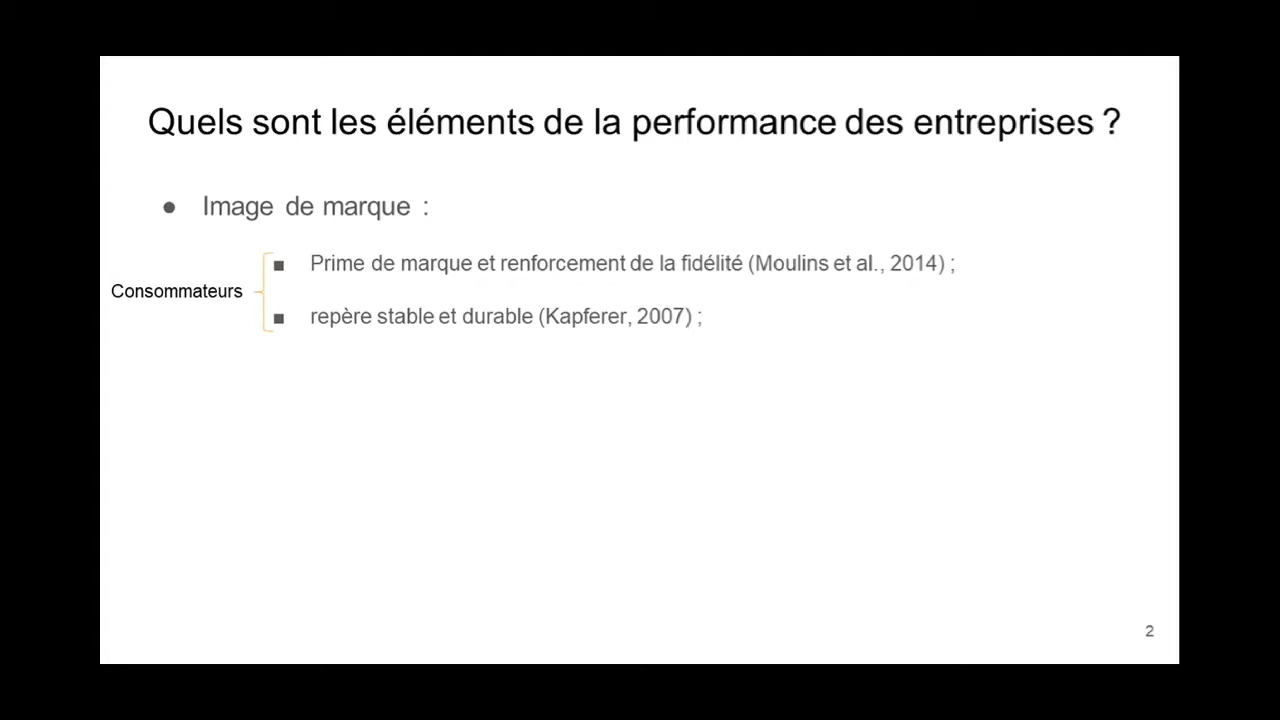 Quels sont les éléments de la performance des entreprises ?
● Image de marque :
■ Prime de marque et renforcement de la fidélité (Moulins et al., 2014) ;
Consommateurs
■ repère stable et durable (Kapferer, 2007) ;
2